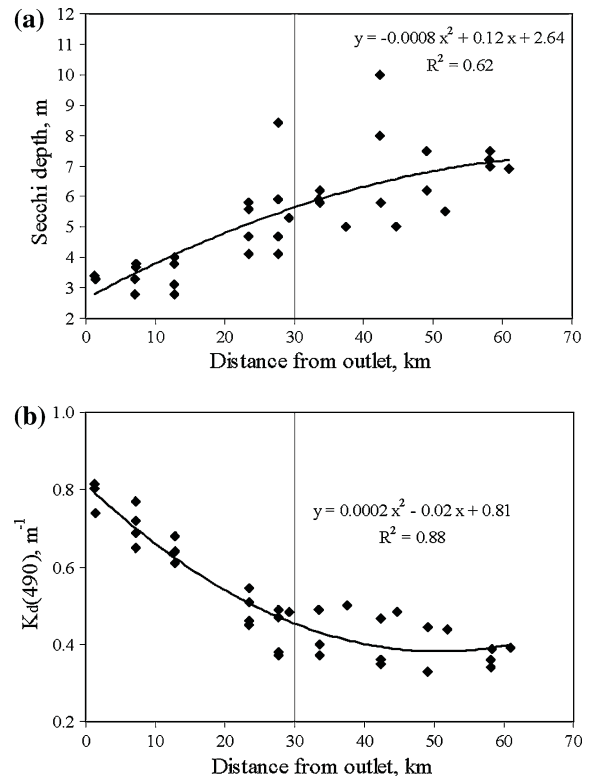 (a)
12
11
10
9
8
7
6
5
4
3
2
Secchi depth, m
y = -0.0008 x² + 0.12 x + 2.64
R² = 0.62
0 10 20 30 40 50 60 70
Distance from outlet, km
(b)
1.0
0.8
0.6
0.4
0.2
K_d(490), m⁻¹
y = 0.0002 x² - 0.02 x + 0.81
R² = 0.88
0 10 20 30 40 50 60 70
Distance from outlet, km